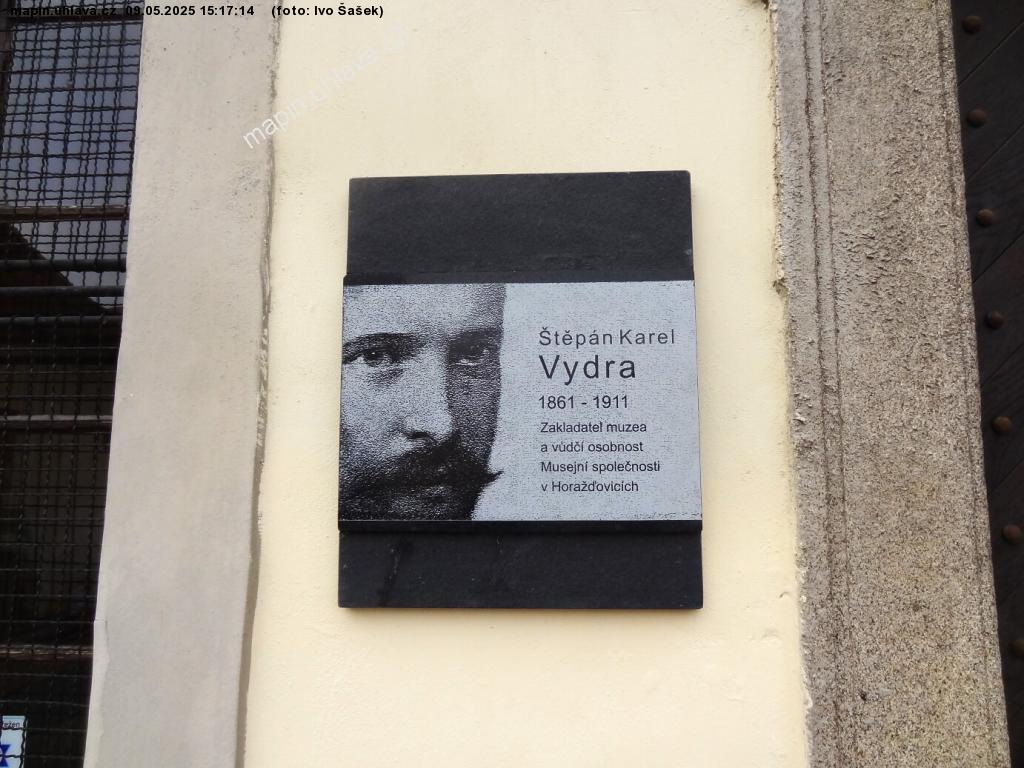 mapin.uhlava.cz 09.05.2025 15:17:14 (foto: Ivo Šašek)
mapin.uhlava.cz
Štěpán Karel
Vydra
1861 - 1911
Zakladatel muzea
a vůdčí osobnost
Musejní společnosti
v Horažďovicích